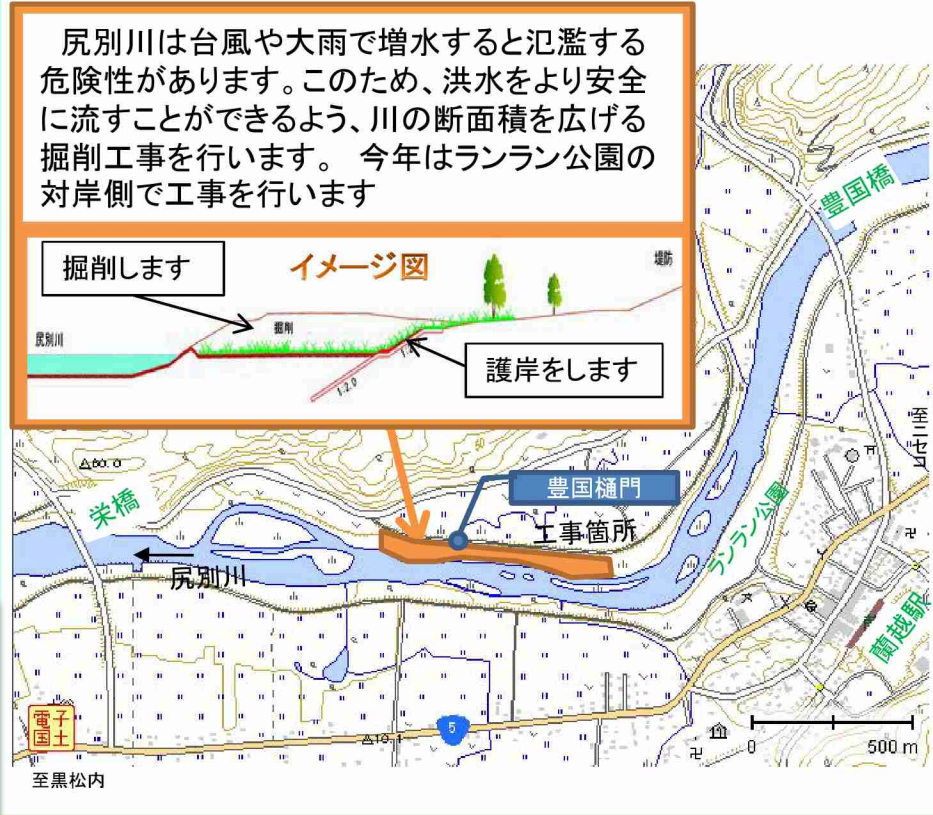 尻別川は台風や大雨で増水すると氾濫する
危険性があります。このため、洪水をより安全
に流すことができるよう、川の断面積を広げる
掘削工事を行います。 今年はランラン公園の
対岸側で工事を行います
掘削します
イメージ図
堤防
尻別川
掘削
護岸をします
1:2.0
豊国橋
至ニセコ
60.0
栄橋
豊国樋門
工事箇所
ランラン公園
尻別川
蘭越駅
電子
国土
10.1
5
0
500 m
至黒松内